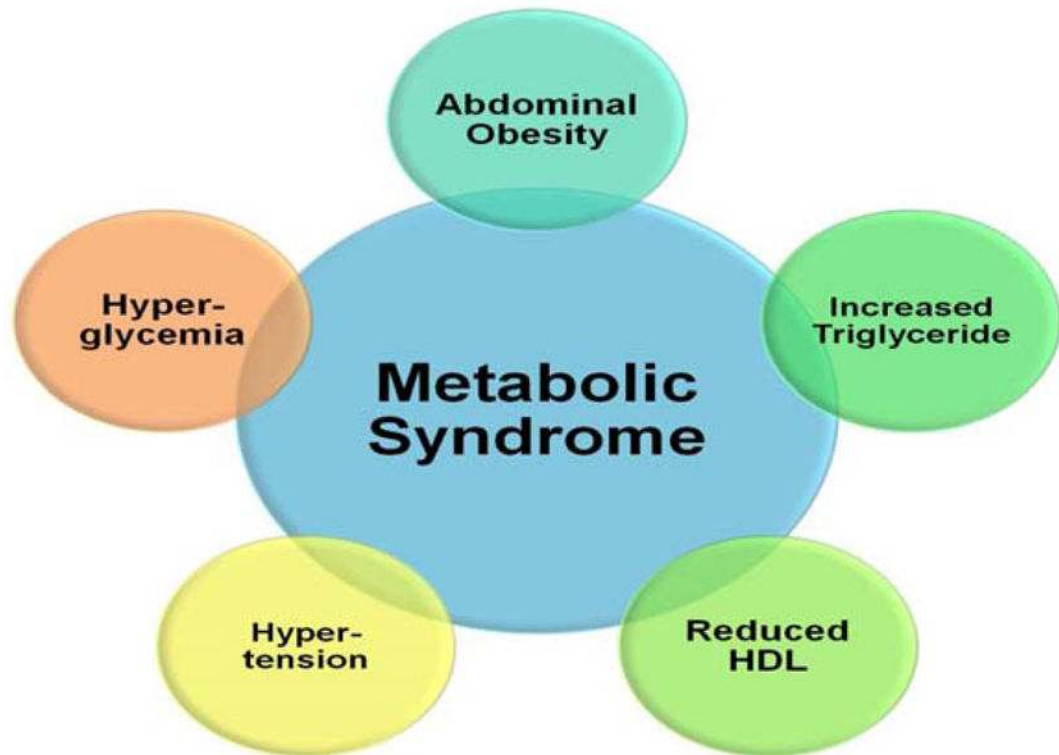 Abdominal
Obesity
Hyper-
glycemia
Increased
Triglyceride
Metabolic
Syndrome
Hyper-
tension
Reduced
HDL